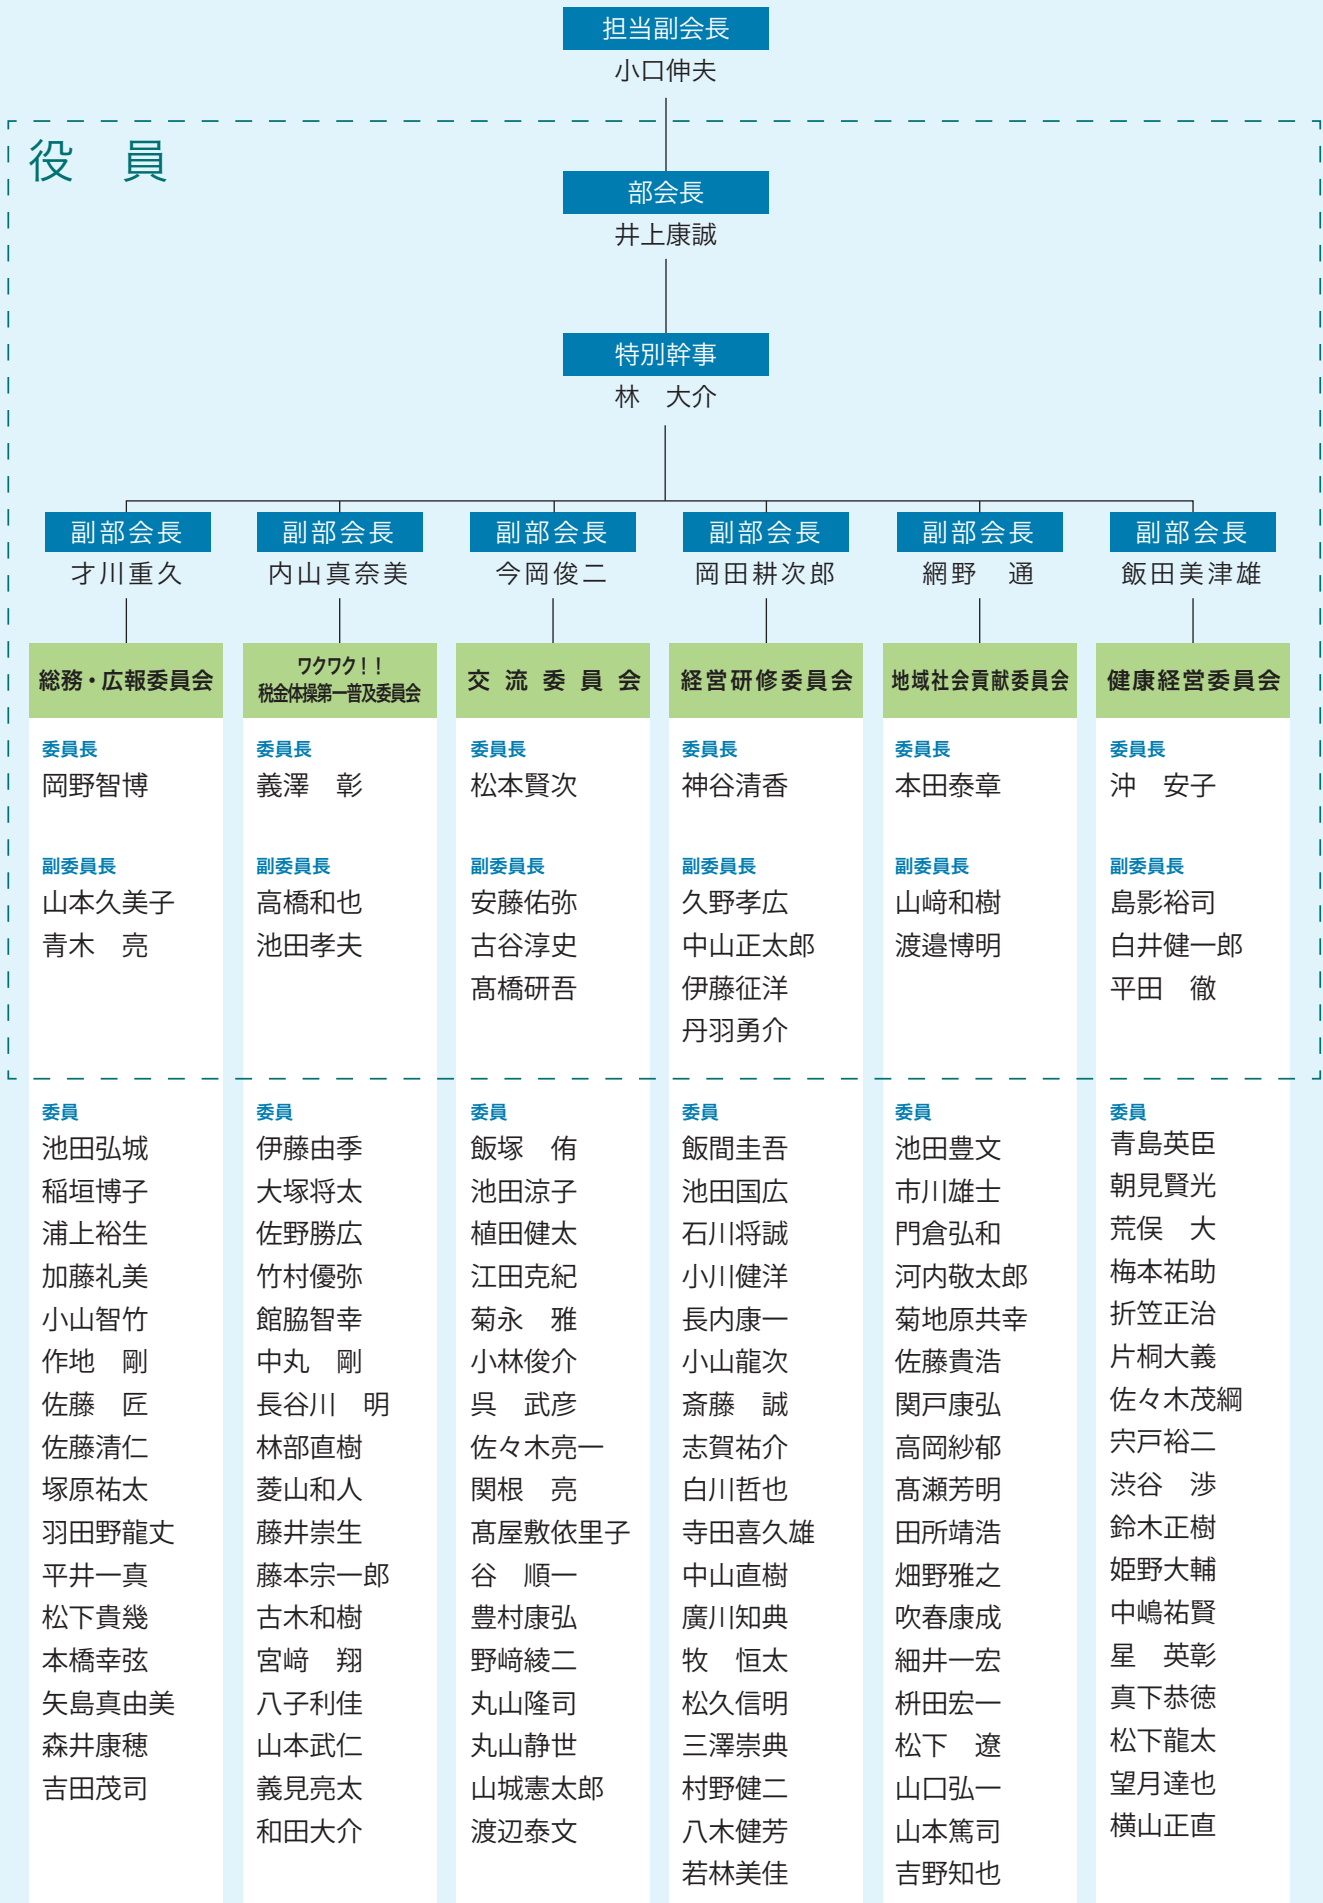 担当副会長
小口伸夫
役　員
部会長
井上康誠
特別幹事
林　大介
副部会長
才川重久
総務・広報委員会
委員長
岡野智博
副委員長
山本久美子
青木　亮
委員
池田弘城
稲垣博子
浦上裕生
加藤礼美
小山智竹
作地　剛
佐藤　匠
佐藤清仁
塚原祐太
羽田野龍丈
平井一真
松下貴幾
本橋幸弦
矢島真由美
森井康穂
吉田茂司
副部会長
内山真奈美
ワクワク！！
税金体操第一普及委員会
委員長
義澤　彰
副委員長
高橋和也
池田孝夫
委員
伊藤由季
大塚将太
佐野勝広
竹村優弥
館脇智幸
中丸　剛
長谷川　明
林部直樹
菱山和人
藤井崇生
藤本宗一郎
古木和樹
宮﨑　翔
八子利佳
山本武仁
義見亮太
和田大介
副部会長
今岡俊二
交流委員会
委員長
松本賢次
副委員長
安藤佑弥
古谷淳史
髙橋研吾
委員
飯塚　侑
池田涼子
植田健太
江田克紀
菊永　雅
小林俊介
呉　武彦
佐々木亮一
関根　亮
髙屋敷依里子
谷　順一
豊村康弘
野﨑綾二
丸山隆司
丸山静世
山城憲太郎
渡辺泰文
副部会長
岡田耕次郎
経営研修委員会
委員長
神谷清香
副委員長
久野孝広
中山正太郎
伊藤征洋
丹羽勇介
委員
飯間圭吾
池田国広
石川将誠
小川健洋
長内康一
小山龍次
斎藤　誠
志賀祐介
白川哲也
寺田喜久雄
中山直樹
廣川知典
牧　恒太
松久信明
三澤崇典
村野健二
八木健芳
若林美佳
副部会長
網野　通
地域社会貢献委員会
委員長
本田泰章
副委員長
山﨑和樹
渡邉博明
委員
池田豊文
市川雄士
門倉弘和
河内敬太郎
菊地原共幸
佐藤貴浩
関戸康弘
高岡紗郁
髙瀬芳明
田所靖浩
畑野雅之
吹春康成
細井一宏
枡田宏一
松下　遼
山口弘一
山本篤司
吉野知也
副部会長
飯田美津雄
健康経営委員会
委員長
沖　安子
副委員長
島影裕司
白井健一郎
平田　徹
委員
青島英臣
朝見賢光
荒俣　大
梅本祐助
折笠正治
片桐大義
佐々木茂綱
宍戸裕二
渋谷　渉
鈴木正樹
姫野大輔
中嶋祐賢
星　英彰
真下恭徳
松下龍太
望月達也
横山正直